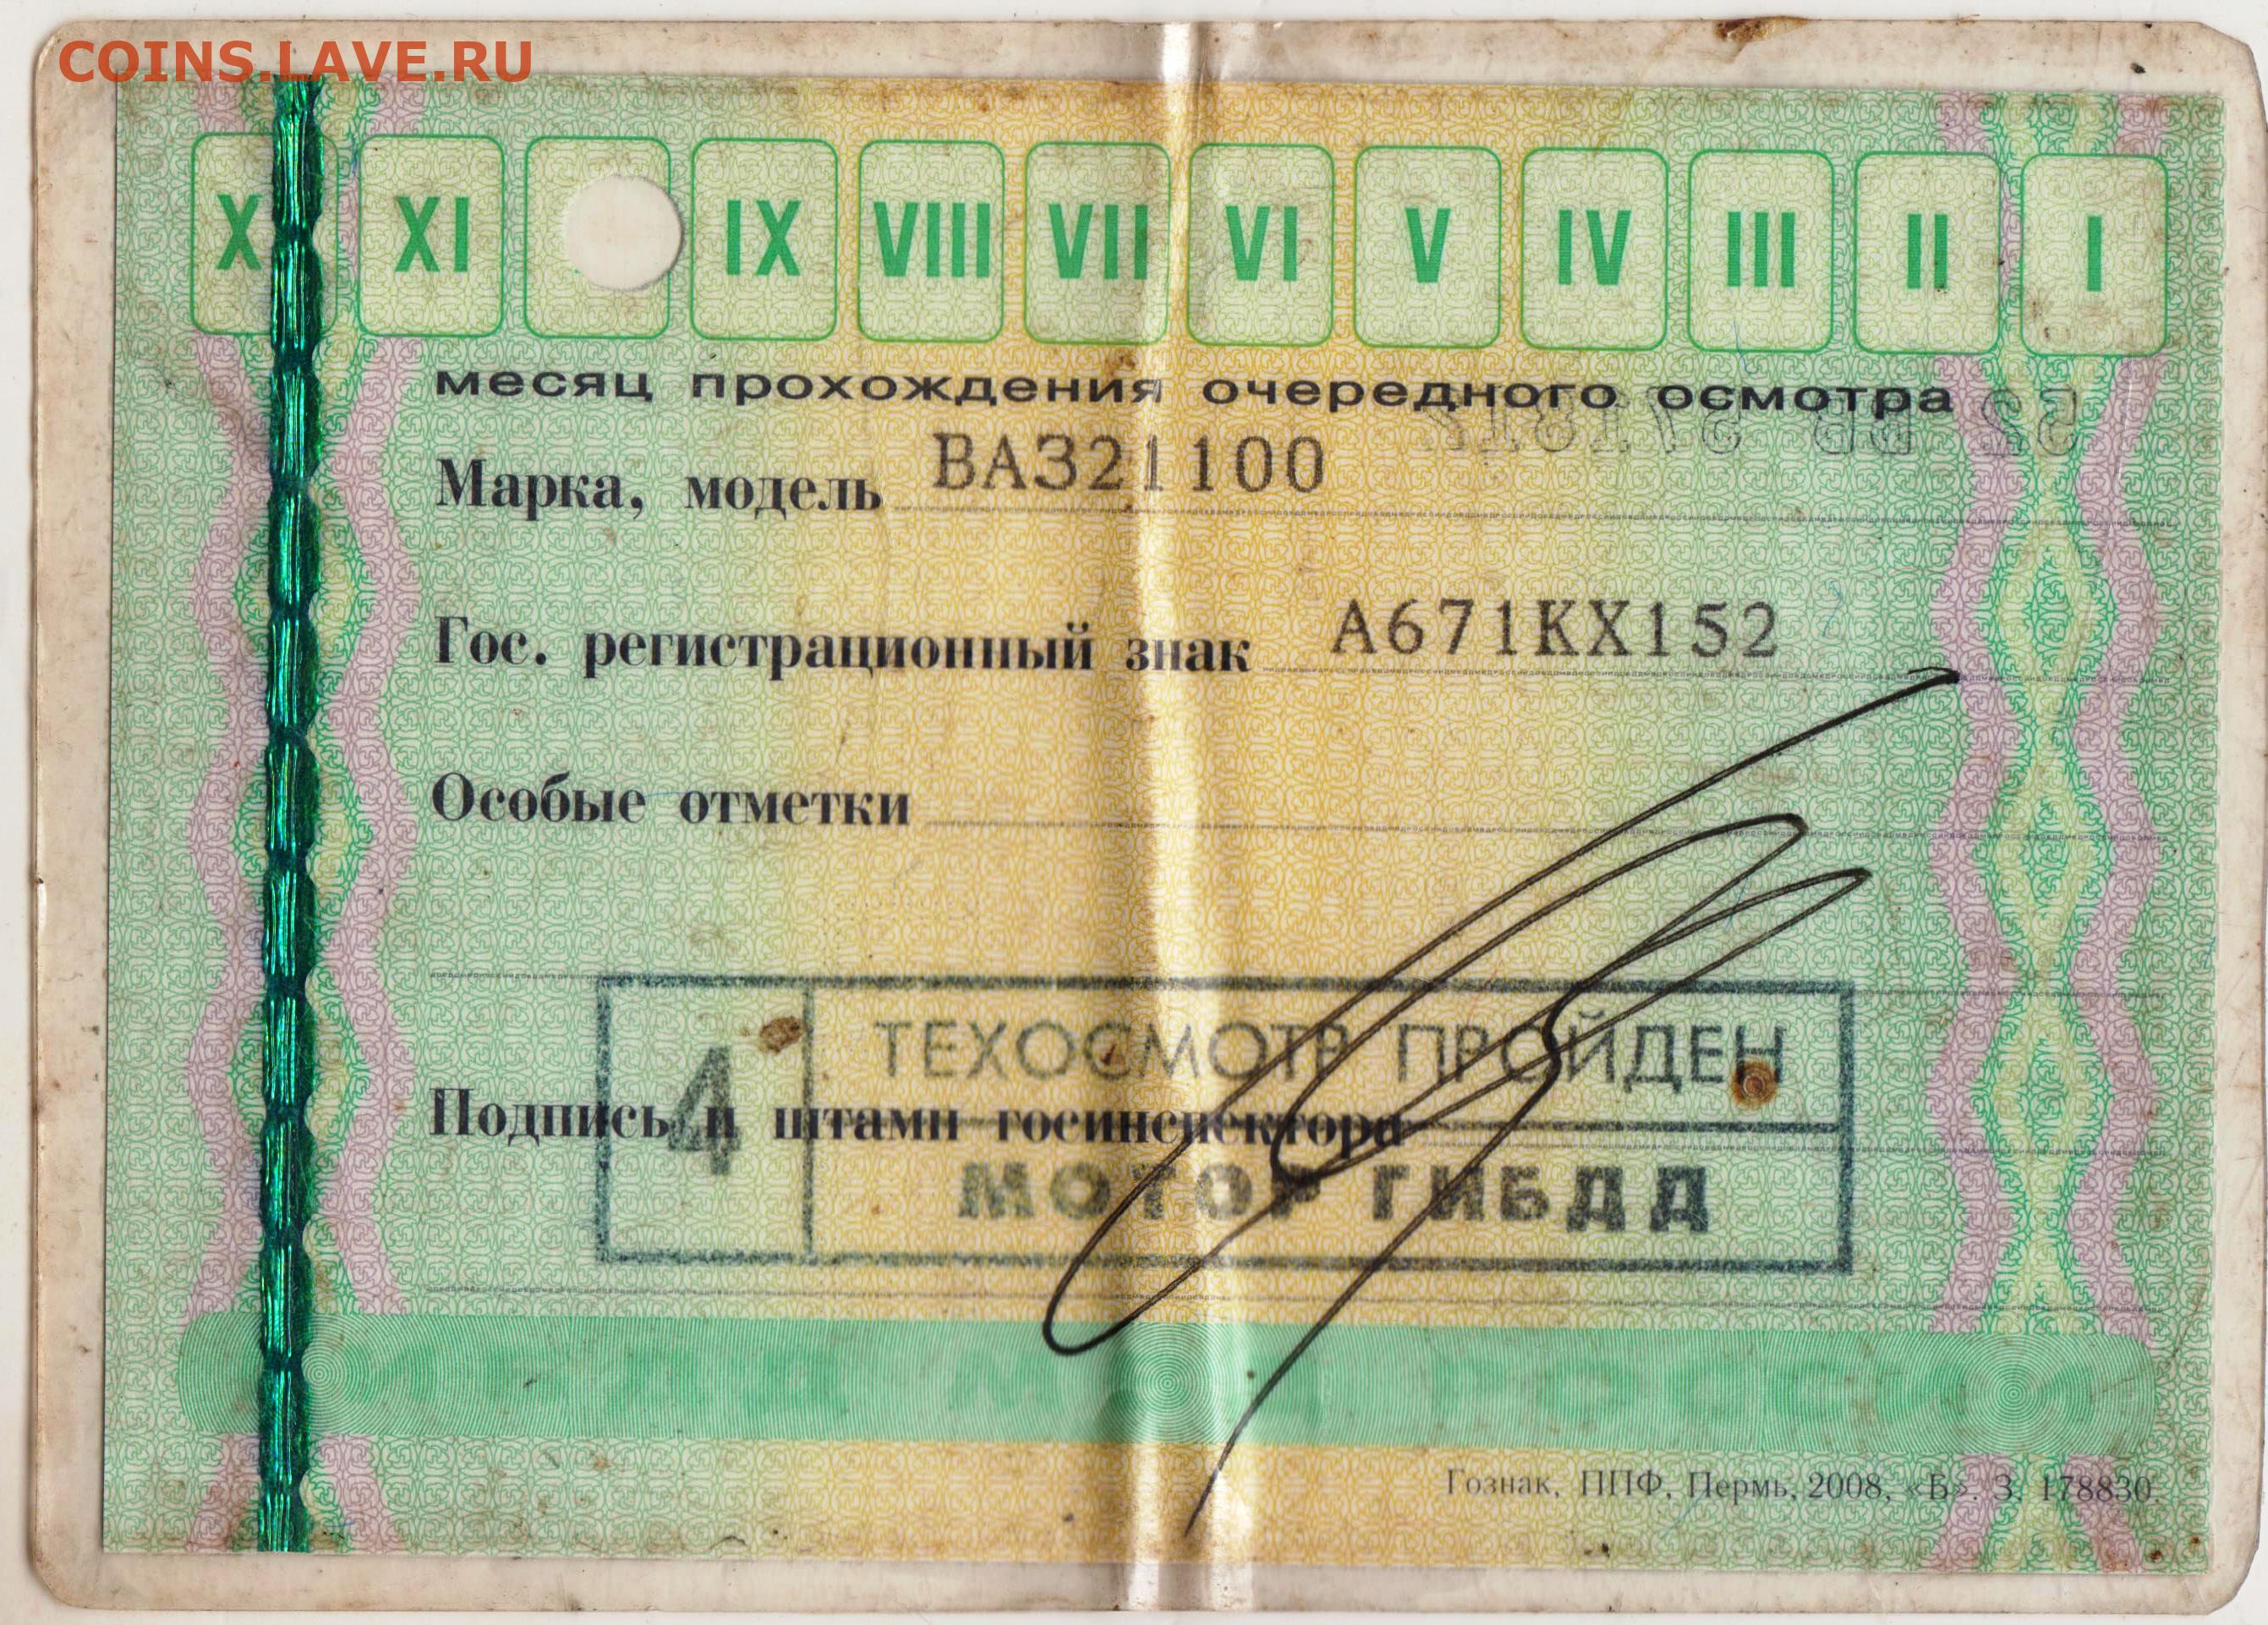 COINS.LAVE.RU
X XI IX VIII VII VI V IV III II I
месяц прохождения очередного осмотра
Марка, модель ВАЗ21100
Гос. регистрационный знак А671КХ152
Особые отметки
ТЕХОСМОТР ПРОЙДЕН
4
Подпись и штамп госинспектора
МОТОР ГИБДД
Гознак, ППФ, Пермь, 2008, «Б». З. 178830.